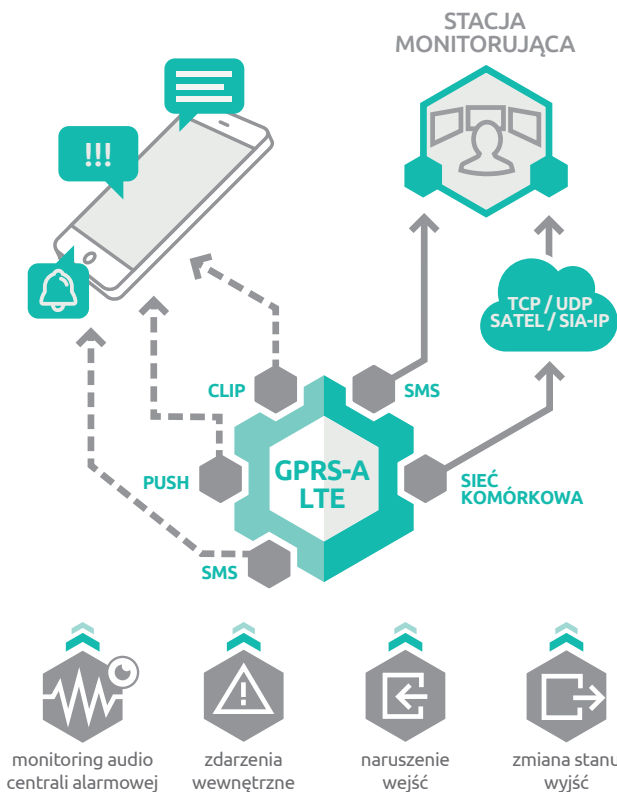 STACJA
MONITORUJĄCA
!!!
TCP / UDP
SATEL / SIA-IP
CLIP
SMS
GPRS-A
LTE
PUSH
SIEĆ
KOMÓRKOWA
SMS
monitoring audio
centrali alarmowej
zdarzenia
wewnętrzne
naruszenie
wejść
zmiana stanu
wyjść